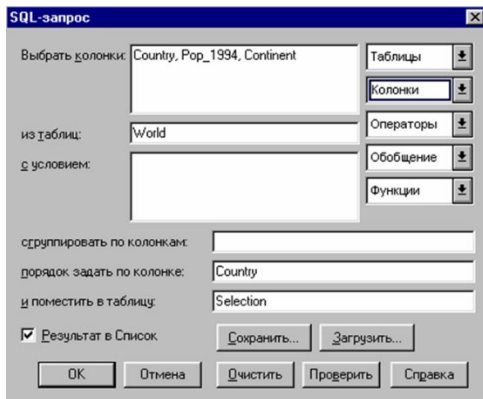 SQL-запрос
Выбрать колонки: Country, Pop_1994, Continent
Таблицы
Колонки
Операторы
из таблиц: World
Обобщение
с условием:
Функции
сгруппировать по колонкам:
порядок задать по колонке: Country
и поместить в таблицу: Selection
Результат в Список
Сохранить... Загрузить...
OK Отмена Очистить Проверить Справка